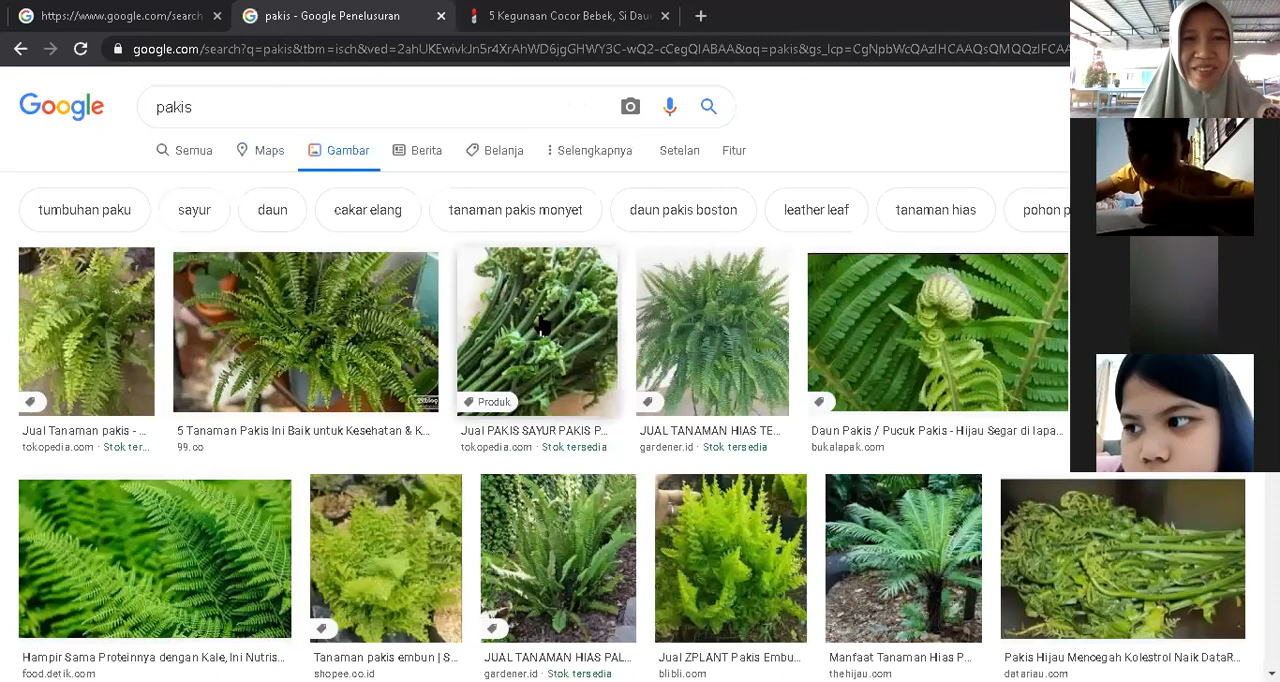 https://www.google.com/search
pakis - Google Penelusuran
5 Kegunaan Cocor Bebek, Si Dau
google.com/search?q=pakis&tbm=isch&ved=2ahUKEwivkJn5r4XrAhWD6jgGHWY3C-wQ2-cCegQIABAA&oq=pakis&gs_lcp=CgNpbWcQAzIHCAAQsQMQQzIFCAA
Google
pakis
Semua
Maps
Gambar
Berita
Belanja
Selengkapnya
Setelan
Fitur
tumbuhan paku
sayur
daun
cakar elang
tanaman pakis monyet
daun pakis boston
leather leaf
tanaman hias
pohon p
Produk
Jual Tanaman pakis - ...
tokopedia.com · Stok ter...
5 Tanaman Pakis Ini Baik untuk Kesehatan & K...
99.co
Jual PAKIS SAYUR PAKIS P...
tokopedia.com · Stok tersedia
JUAL TANAMAN HIAS TE...
gardener.id · Stok tersedia
Daun Pakis / Pucuk Pakis - Hijau Segar di lapa...
bukalapak.com
Hampir Sama Proteinnya dengan Kale, Ini Nutris...
food.detik.com
Tanaman pakis embun | S...
shopee.co.id
JUAL TANAMAN HIAS PAL...
gardener.id · Stok tersedia
Jual ZPLANT Pakis Embu...
blibli.com
Manfaat Tanaman Hias P...
thehijau.com
Pakis Hijau Mencegah Kolestrol Naik DataR...
datariau.com